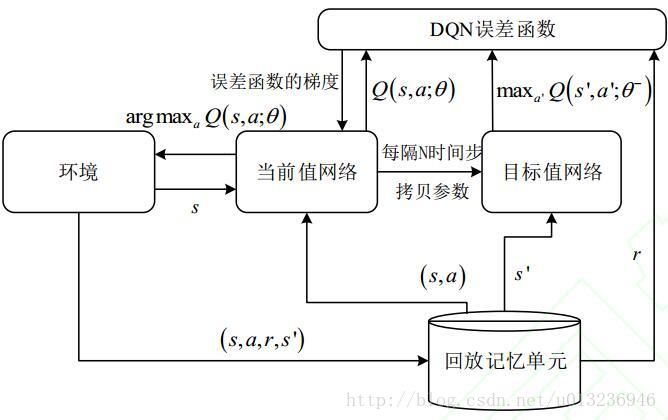 DQN误差函数
误差函数的梯度
Q(s,a;θ)
max_{a'} Q(s',a';θ⁻)
arg max_a Q(s,a;θ)
环境
s
当前值网络
每隔N时间步
拷贝参数
目标值网络
r
(s,a)
s'
(s,a,r,s')
回放记忆单元
http://blog.csdn.net/u013236946